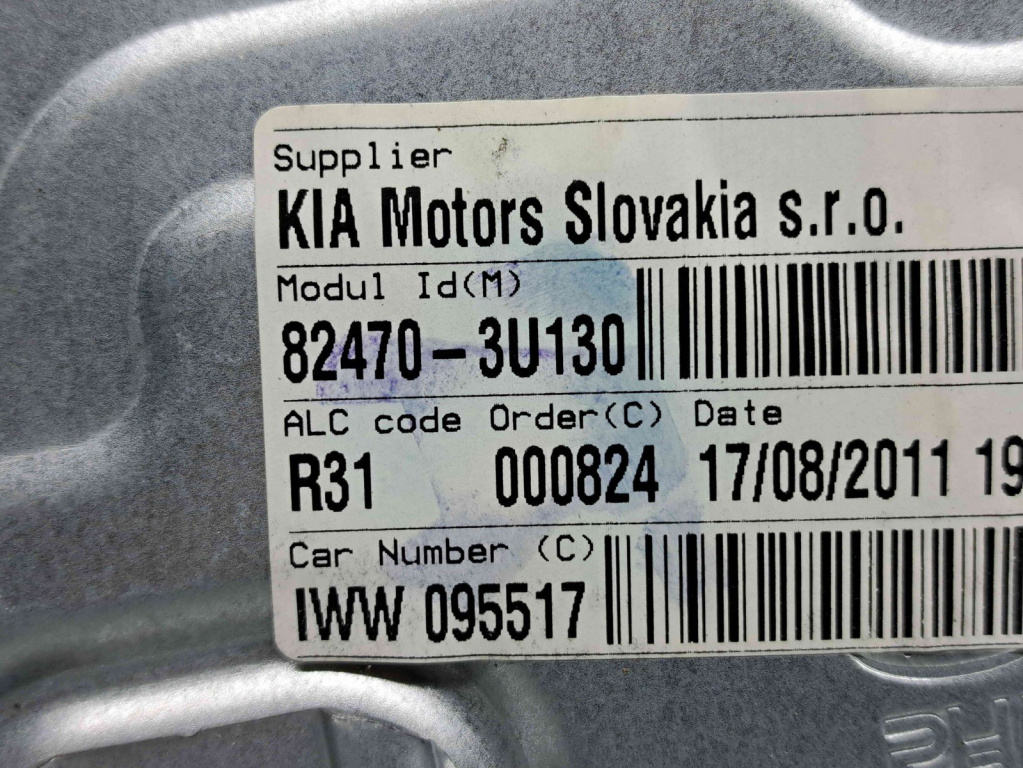 Supplier
KIA Motors Slovakia s.r.o.
Modul Id(M)
82470-3U130
ALC code Order(C) Date
R31 000824 17/08/2011 19
Car Number (C)
IWW 095517